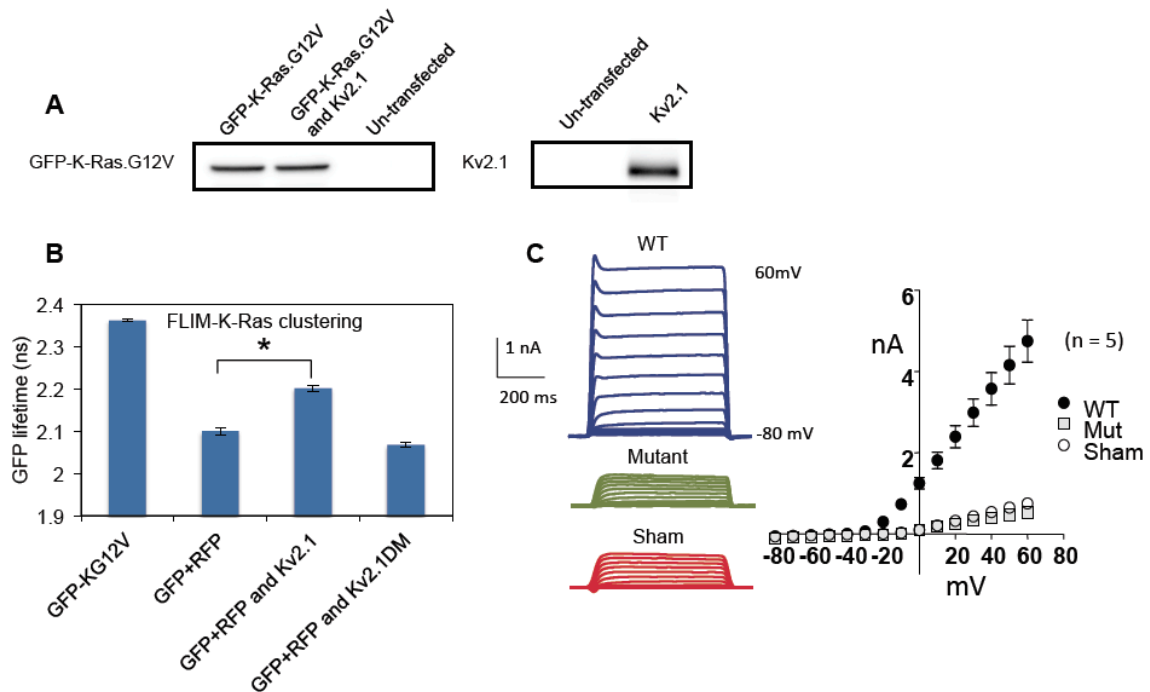 A
GFP-K-Ras.G12V
GFP-K-Ras.G12V
and Kv2.1
Un-transfected
GFP-K-Ras.G12V
Un-transfected
Kv2.1
Kv2.1
B
FLIM-K-Ras clustering
*
GFP lifetime (ns)
2.4
2.3
2.2
2.1
2
1.9
GFP-KG12V
GFP+RFP
GFP+RFP and Kv2.1
GFP+RFP and Kv2.1DM
C
WT
60mV
1 nA
200 ms
-80 mV
Mutant
Sham
6
nA
4
2
(n = 5)
WT
Mut
Sham
-80 -60 -40 -20 20 40 60 80
mV